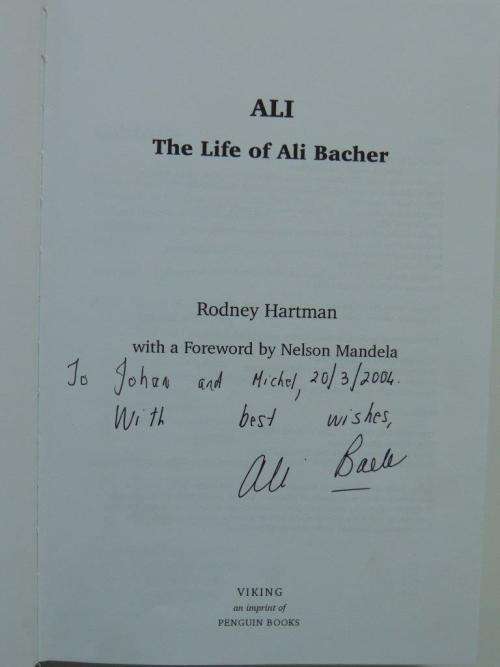 ALI
The Life of Ali Bacher
Rodney Hartman
with a Foreword by Nelson Mandela
To Johan and Michel, 20/3/2004.
With best wishes,
Ali Bacher
VIKING
an imprint of
PENGUIN BOOKS